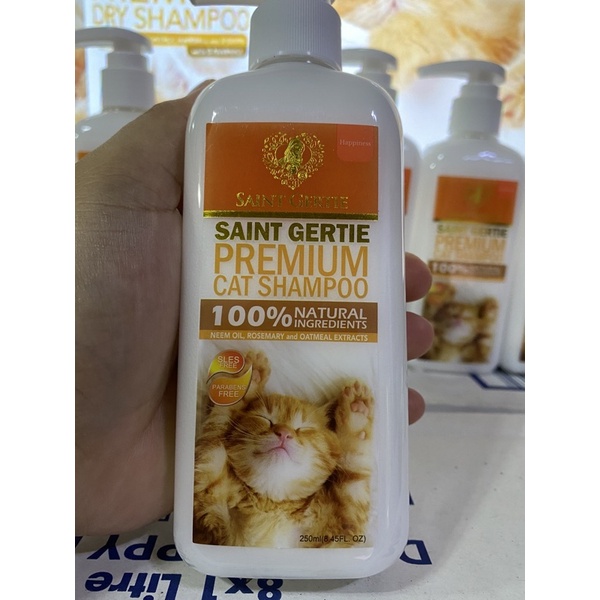 DRY SHAMPOO
Happiness
SAINT GERTIE
SAINT GERTIE
PREMIUM
CAT SHAMPOO
100% NATURAL
INGREDIENTS
NEEM OIL, ROSEMARY and OATMEAL EXTRACTS
SLES
FREE
PARABENS
FREE
250ml(8.45FL. OZ)
PREMIUM
100%
8x1 Litre